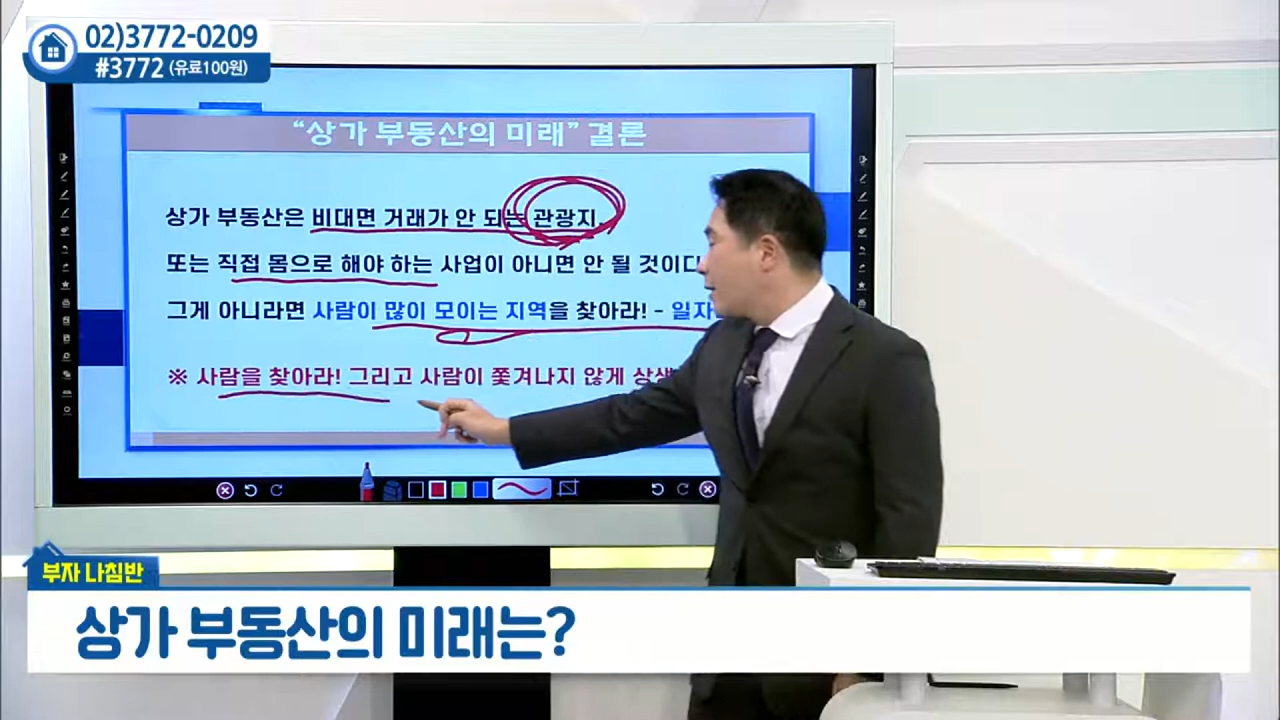 02)3772-0209
#3772 (유료100원)
“상가 부동산의 미래” 결론
상가 부동산은 비대면 거래가 안 되는 관광지,
또는 직접 몸으로 해야 하는 사업이 아니면 안 될 것이다
그게 아니라면 사람이 많이 모이는 지역을 찾아라! - 일자
※ 사람을 찾아라! 그리고 사람이 쫓겨나지 않게 상생
부자 나침반
상가 부동산의 미래는?